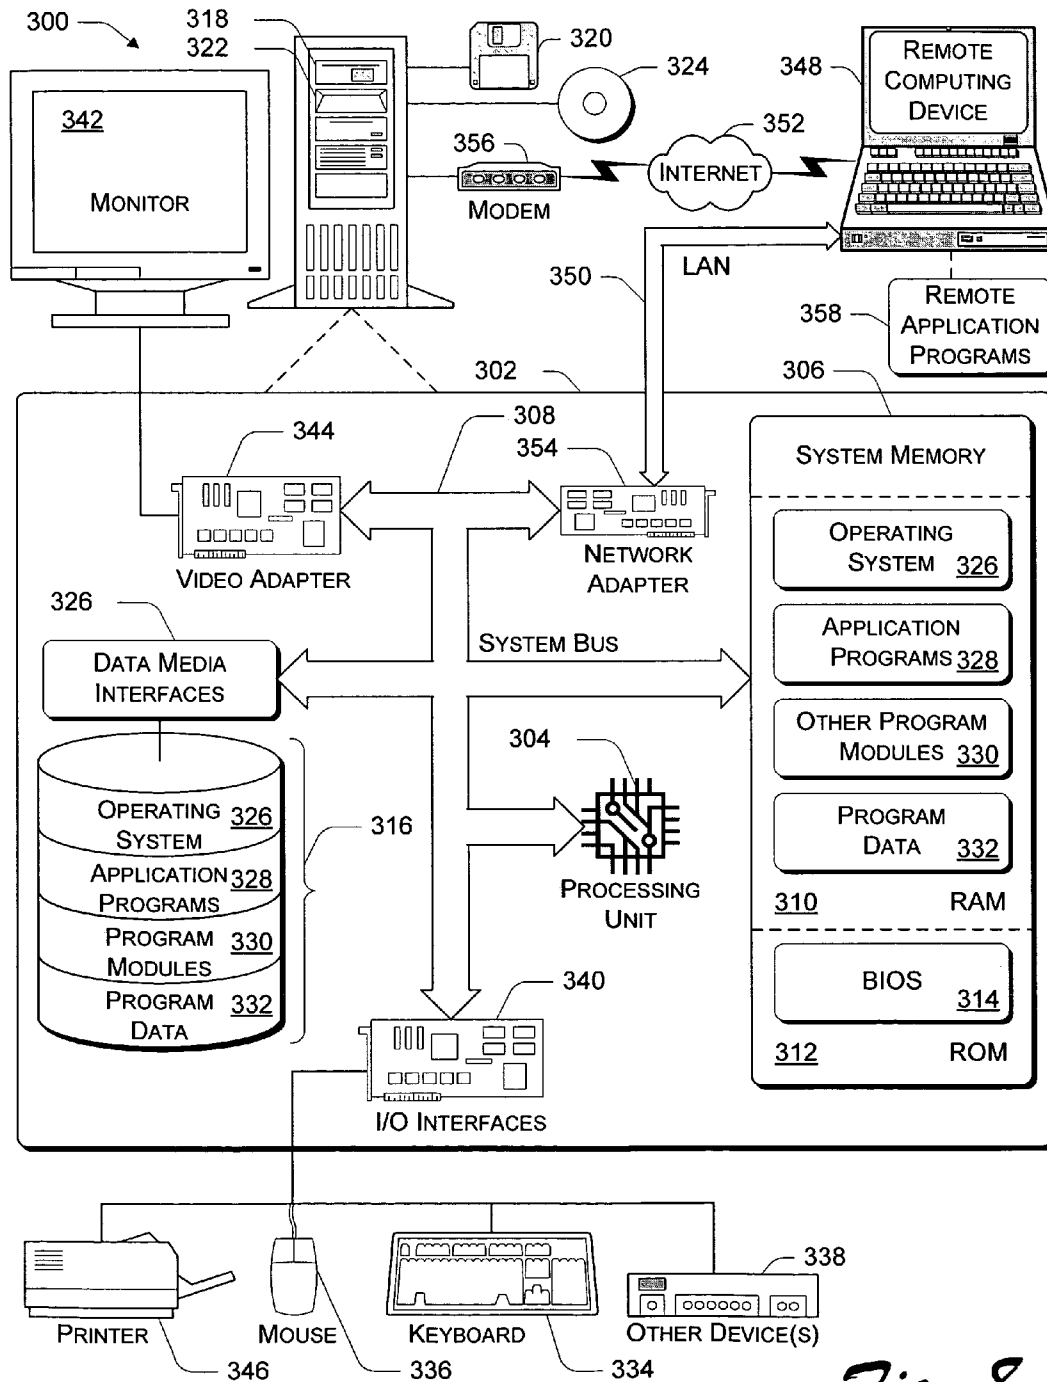 300
318
322
320
324
348
REMOTE
COMPUTING
DEVICE
342
MONITOR
356
MODEM
352
INTERNET
LAN
350
358
REMOTE
APPLICATION
PROGRAMS
302
306
308
344
354
VIDEO ADAPTER
NETWORK
ADAPTER
SYSTEM MEMORY
OPERATING
SYSTEM 326
APPLICATION
PROGRAMS 328
OTHER PROGRAM
MODULES 330
PROGRAM
DATA 332
310 RAM
BIOS
314
312 ROM
326
DATA MEDIA
INTERFACES
SYSTEM BUS
304
PROCESSING
UNIT
OPERATING
SYSTEM 326
APPLICATION
PROGRAMS 328
PROGRAM
MODULES 330
PROGRAM
DATA 332
316
340
I/O INTERFACES
PRINTER
346
MOUSE
336
KEYBOARD
334
338
OTHER DEVICE(S)
Fig. 8